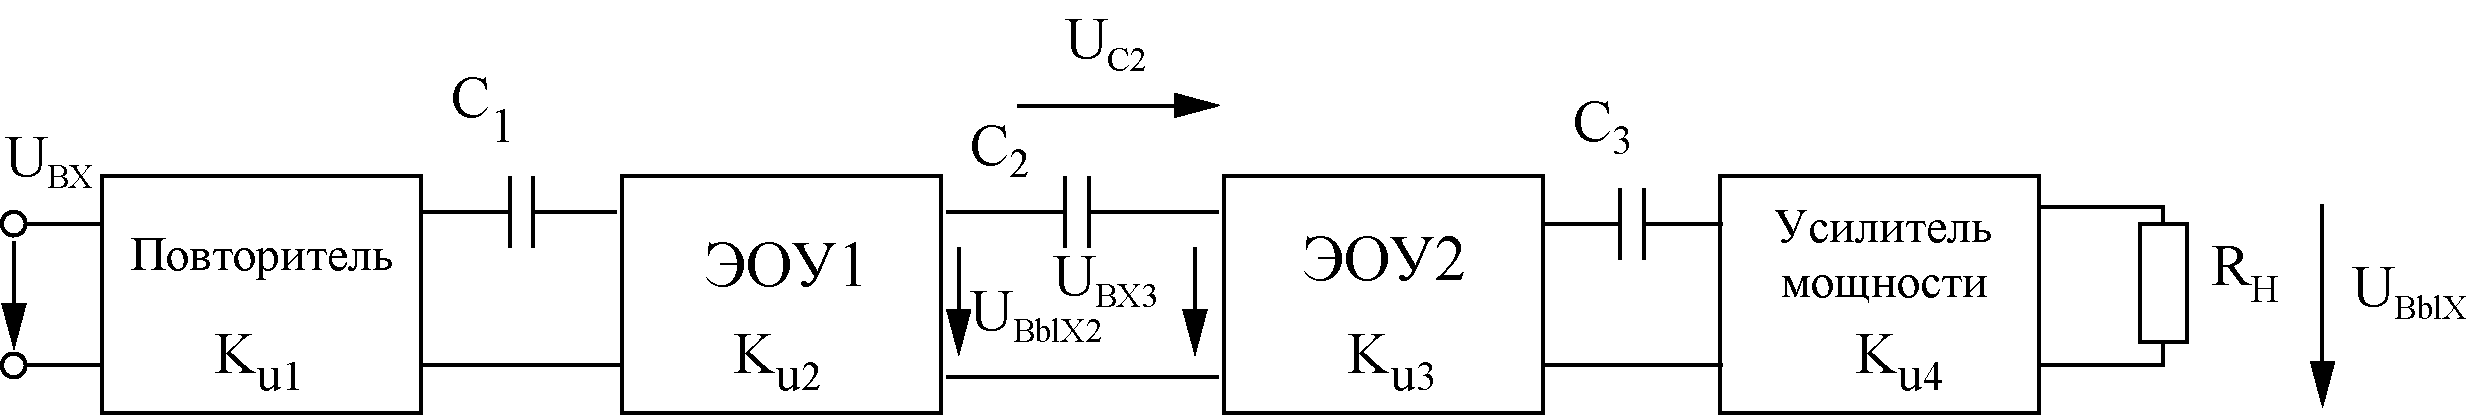 U_C2
C_1
C_2
C_3
U_BX
Повторитель
K_u1
ЭОУ1
K_u2
U_BX3
U_BblX2
ЭОУ2
K_u3
Усилитель
мощности
K_u4
R_H
U_BblX